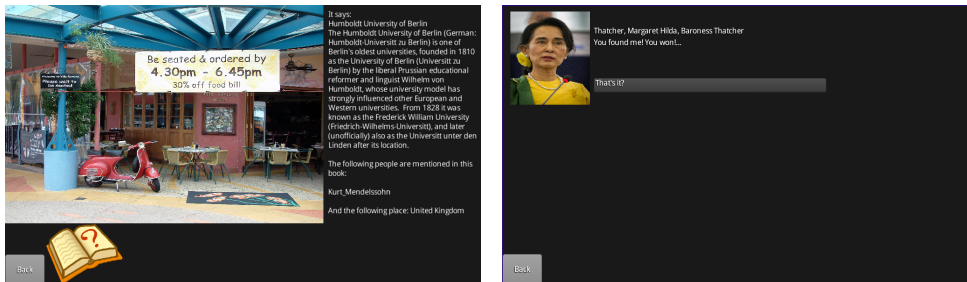 Be seated & ordered by
4.30pm - 6.45pm
30% off food bill
Please wait to
be seated
It says:
Humboldt University of Berlin
The Humboldt University of Berlin (German:
Humboldt-Universitt zu Berlin) is one of
Berlin's oldest universities, founded in 1810
as the University of Berlin (Universitt zu
Berlin) by the liberal Prussian educational
reformer and linguist Wilhelm von
Humboldt, whose university model has
strongly influenced other European and
Western universities. From 1828 it was
known as the Frederick William University
(Friedrich-Wilhelms-Universitt), and later
(unofficially) also as the Universitt unter den
Linden after its location.
The following people are mentioned in this
book:
Kurt_Mendelssohn
And the following place: United Kingdom
?
Back
Thatcher, Margaret Hilda, Baroness Thatcher
You found me! You won!...
That's it?
Back